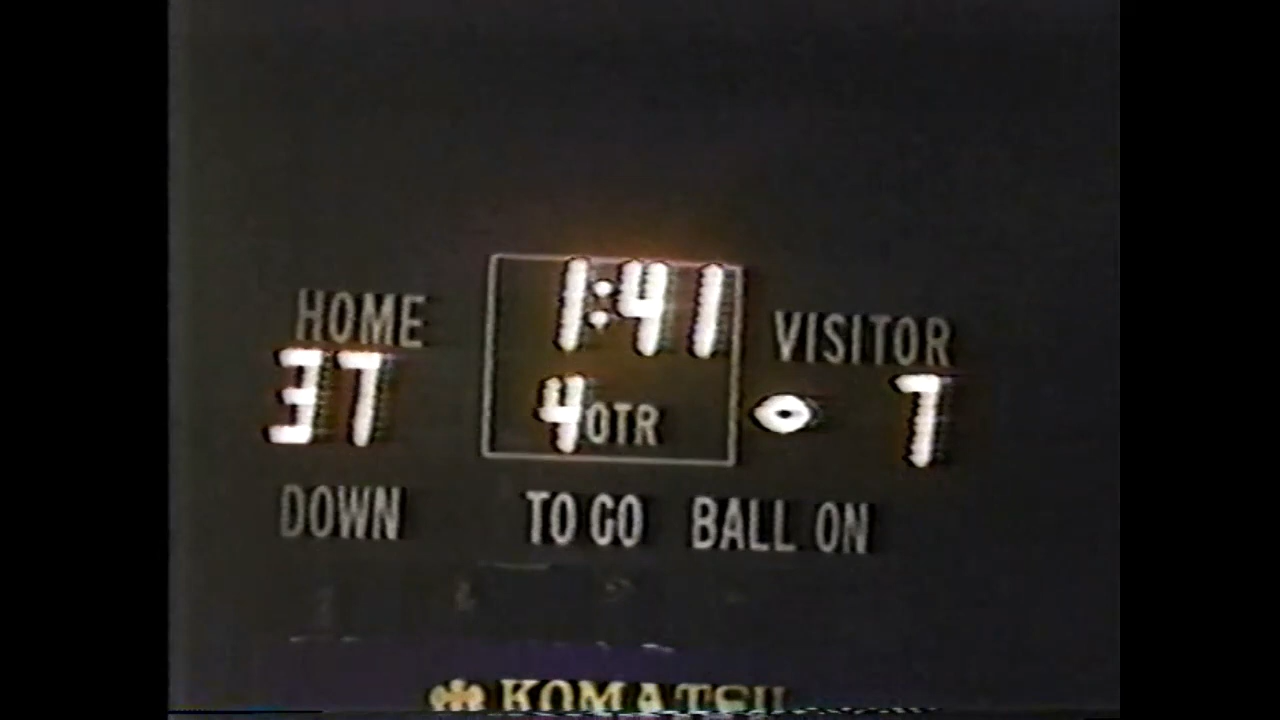 1:41
HOME VISITOR
37 4 QTR 7
DOWN TO GO BALL ON
KOMATSU